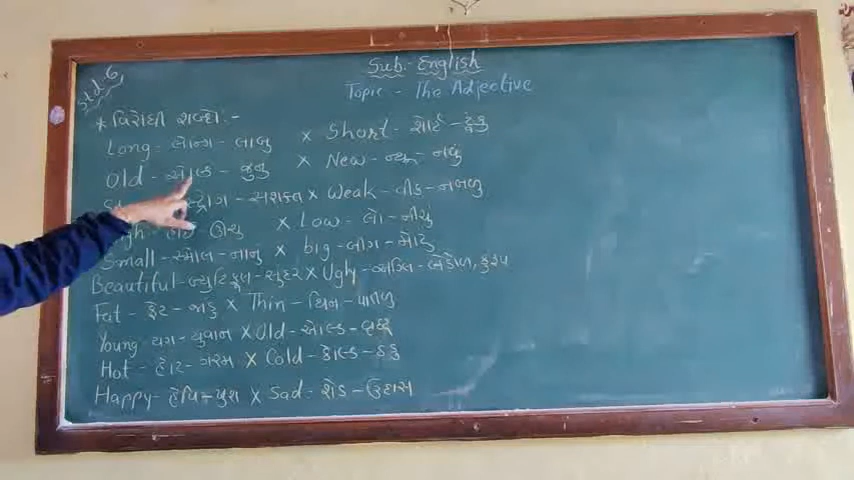 Sub:- English
Std-6
Topic - The Adjective
* વિરોધી શબ્દો:-
Long - લોન્ગ - લાંબુ × Short - શોર્ટ - ટૂંકુ
Old - ઓલ્ડ - જુનુ × New - ન્યૂ - નવું
સ્ટ્રોંગ - સશક્ત × Weak - વીક - નબળુ
ઊંચુ × Low - લો - નીચું
Small - સ્મોલ - નાનું × big - બીગ - મોટું
Beautiful - બ્યુટિફૂલ - સુંદર × Ugly - અગ્લિ - બેડોળ, કુરૂપ
Fat - ફેટ - જાડું × Thin - થિન - પાતળુ
Young યંગ - યુવાન × Old - ઓલ્ડ - વૃદ્ધ
Hot - હોટ - ગરમ × Cold - કોલ્ડ - ઠંડુ
Happy - હેપિ - ખુશ × Sad - સેડ - ઉદાસ